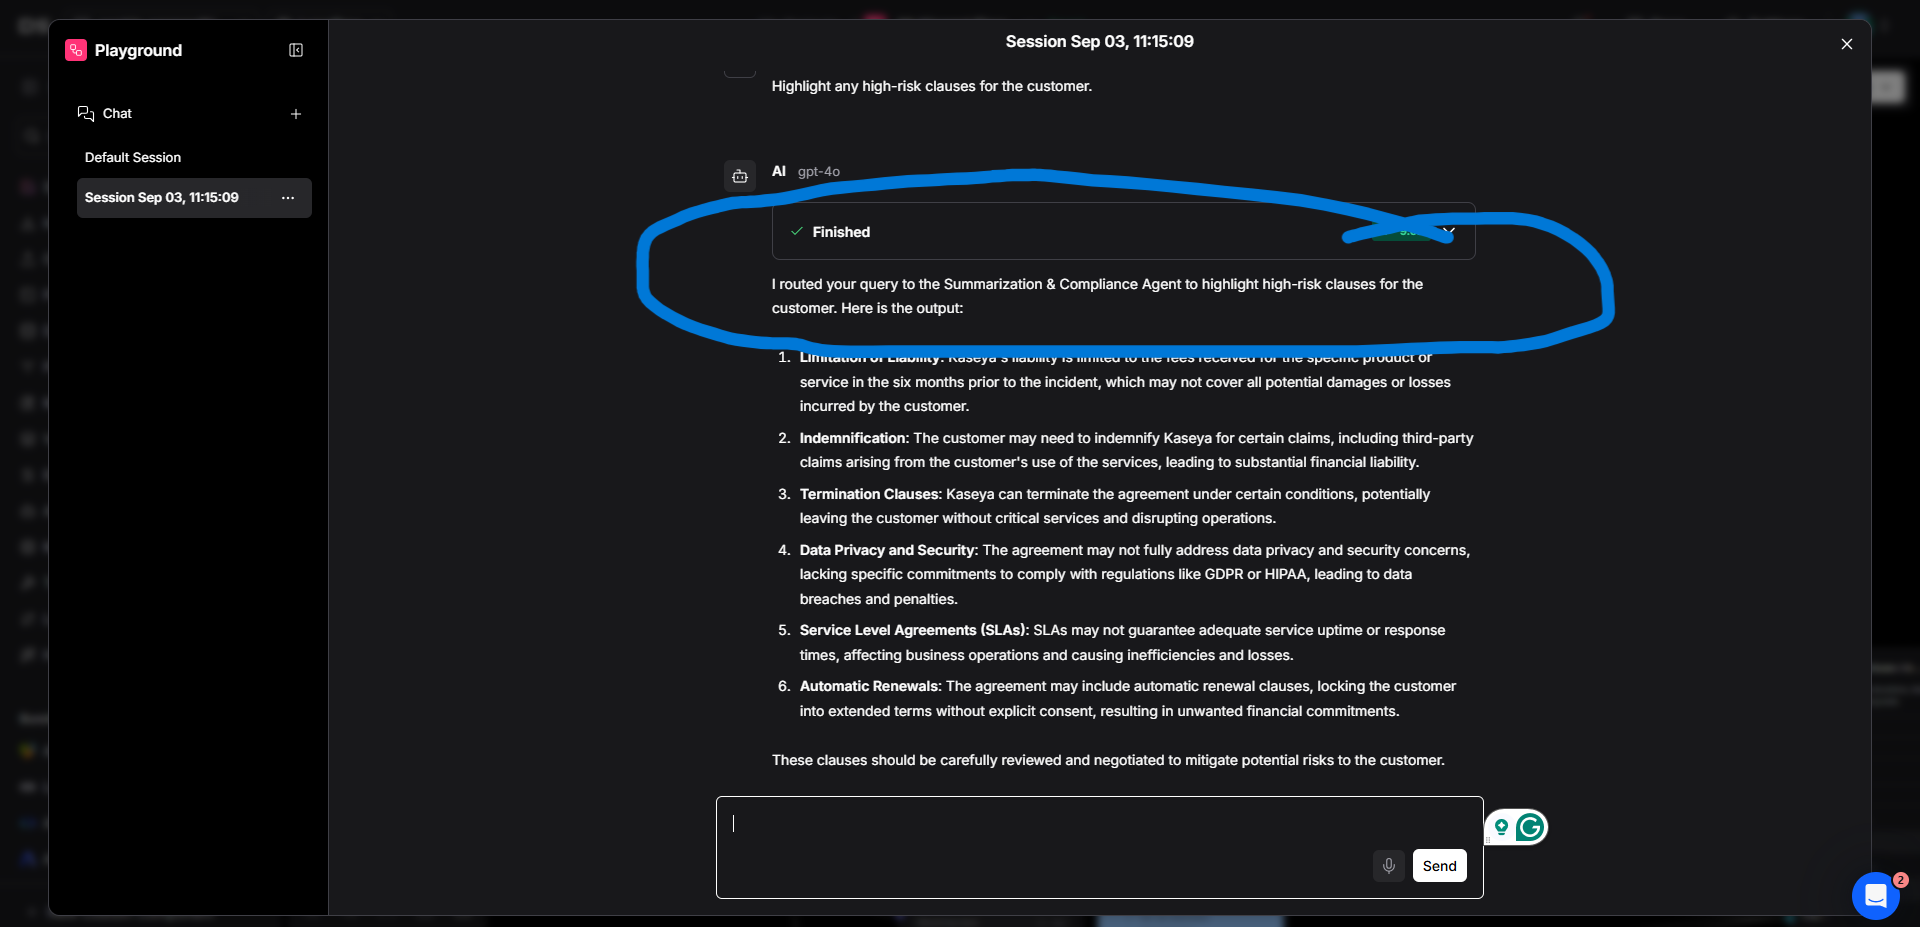 Playground
Session Sep 03, 11:15:09
Chat
Default Session
Session Sep 03, 11:15:09
Highlight any high-risk clauses for the customer.
AI gpt-4o
Finished
I routed your query to the Summarization & Compliance Agent to highlight high-risk clauses for the
customer. Here is the output:
1. Limitation of Liability: Kaseya's liability is limited to the fees received for the specific product or
service in the six months prior to the incident, which may not cover all potential damages or losses
incurred by the customer.
2. Indemnification: The customer may need to indemnify Kaseya for certain claims, including third-party
claims arising from the customer's use of the services, leading to substantial financial liability.
3. Termination Clauses: Kaseya can terminate the agreement under certain conditions, potentially
leaving the customer without critical services and disrupting operations.
4. Data Privacy and Security: The agreement may not fully address data privacy and security concerns,
lacking specific commitments to comply with regulations like GDPR or HIPAA, leading to data
breaches and penalties.
5. Service Level Agreements (SLAs): SLAs may not guarantee adequate service uptime or response
times, affecting business operations and causing inefficiencies and losses.
6. Automatic Renewals: The agreement may include automatic renewal clauses, locking the customer
into extended terms without explicit consent, resulting in unwanted financial commitments.
These clauses should be carefully reviewed and negotiated to mitigate potential risks to the customer.
Send
2